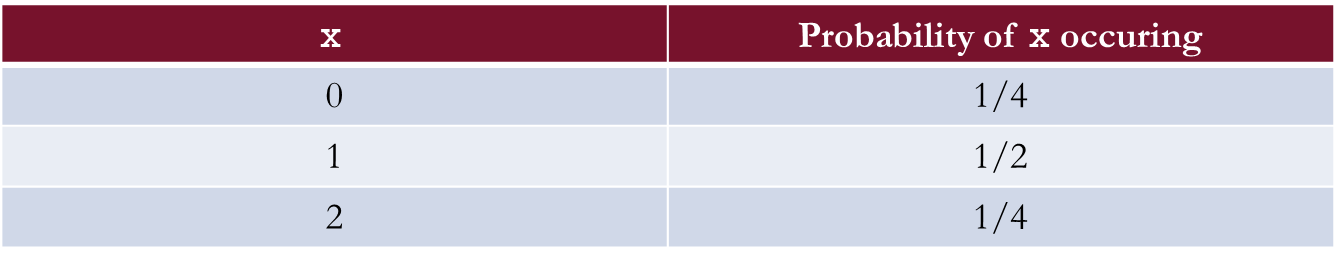 x Probability of x occuring
0 1/4
1 1/2
2 1/4